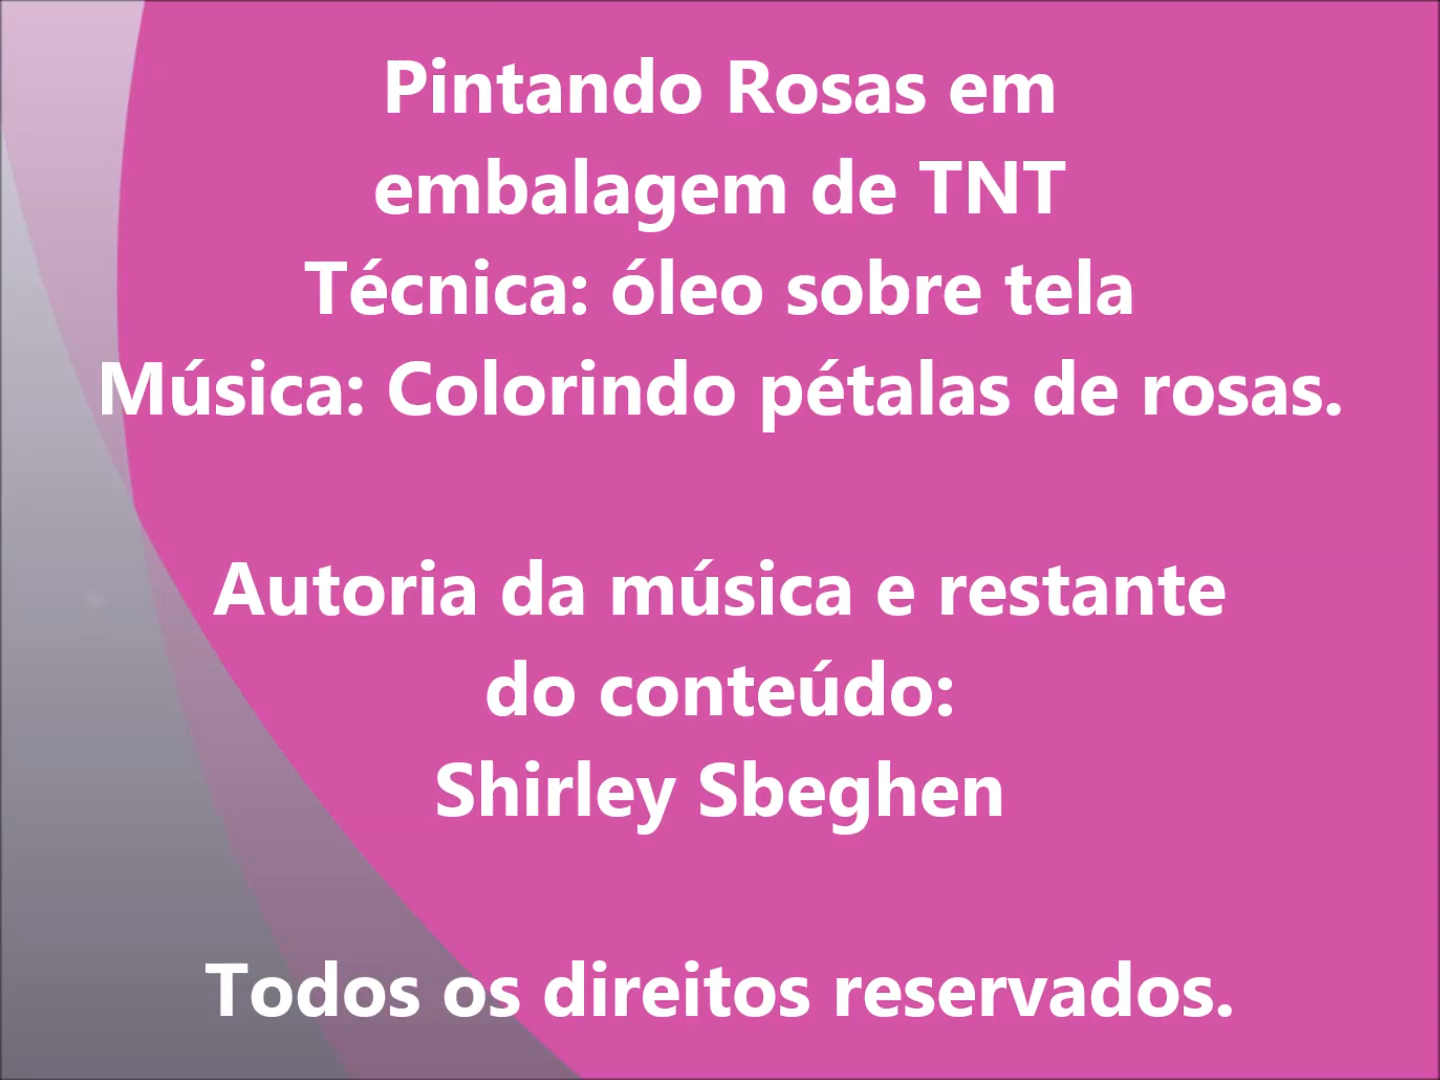 Pintando Rosas em
embalagem de TNT
Técnica: óleo sobre tela
Música: Colorindo pétalas de rosas.
Autoria da música e restante
do conteúdo:
Shirley Sbeghen
Todos os direitos reservados.